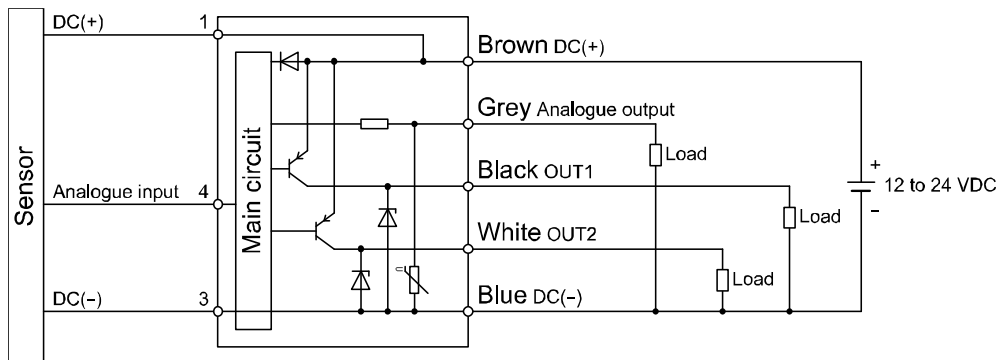 DC(+) 1
Brown DC(+)
Grey Analogue output
Load
Sensor
Main circuit
Black OUT1
Analogue input 4
+
12 to 24 VDC
−
Load
White OUT2
Load
DC(−) 3
Blue DC(−)